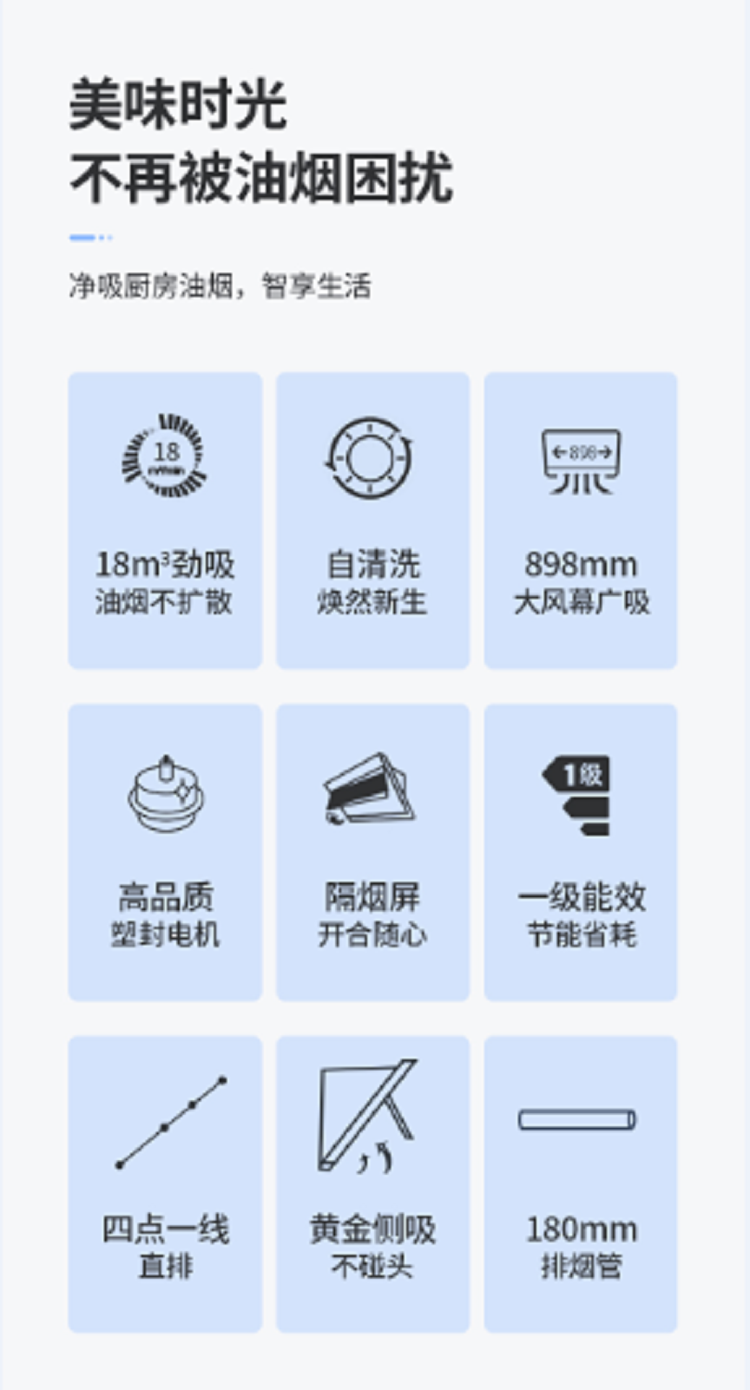 美味时光
不再被油烟困扰
净吸厨房油烟，智享生活
18
18m³劲吸
油烟不扩散
自清洗
焕然新生
898
898mm
大风幕广吸
高品质
塑封电机
隔烟屏
开合随心
1级
一级能效
节能省耗
四点一线
直排
黄金侧吸
不碰头
180mm
排烟管